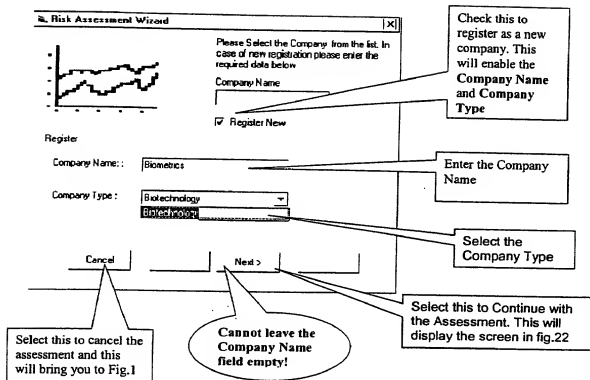 Risk Assessment Wizard
Please Select the Company from the list. In
case of new registration please enter the
required data below
Company Name
Register New
Register
Company Name: :
Biometrics
Company Type :
Biotechnology
Biotechnology
Cancel
Next >
Check this to
register as a new
company. This
will enable the
Company Name
and Company
Type
Enter the Company
Name
Select the
Company Type
Select this to Continue with
the Assessment. This will
display the screen in fig.22
Cannot leave the
Company Name
field empty!
Select this to cancel the
assessment and this
will bring you to Fig.1